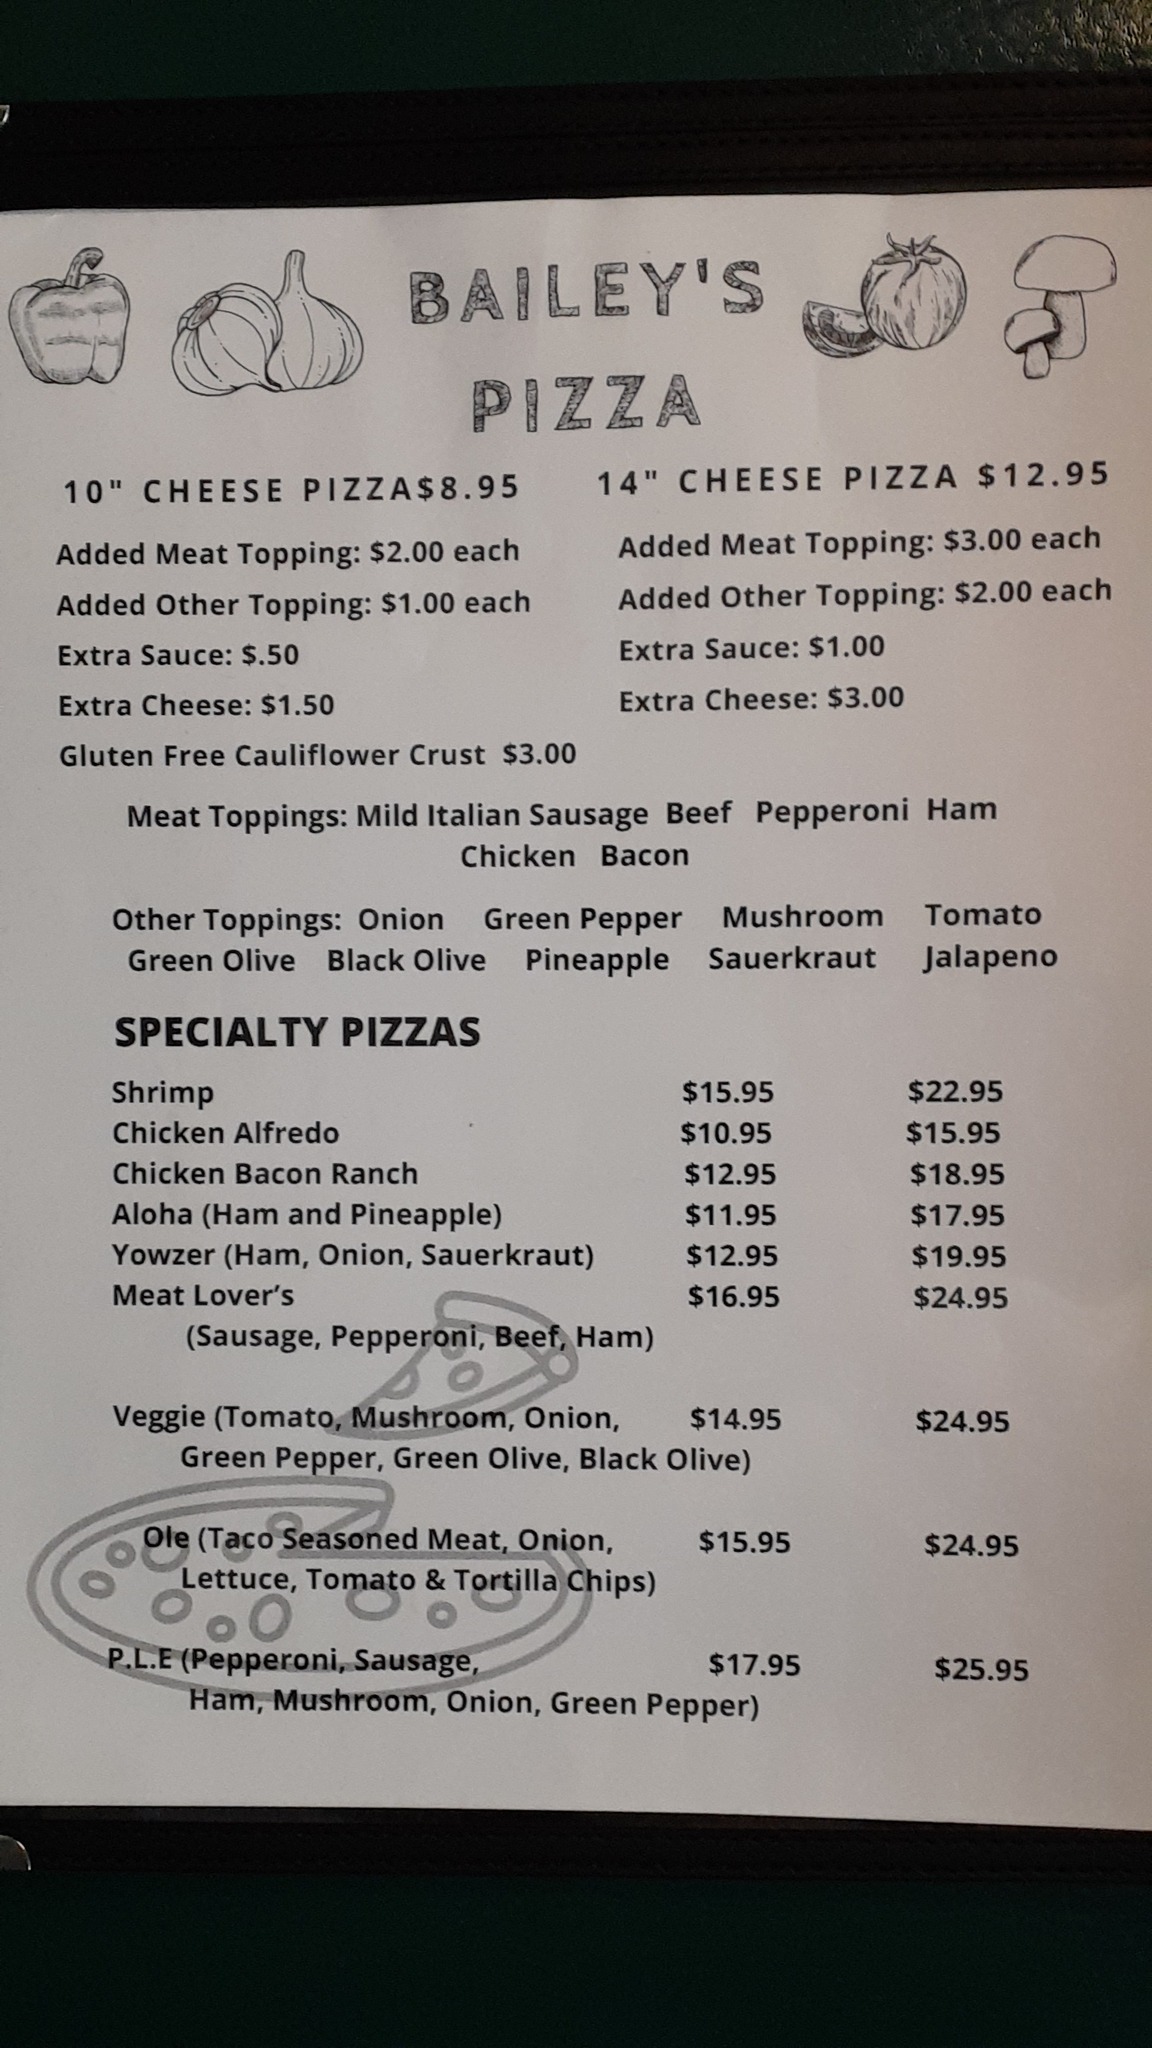 BAILEY'S
PIZZA
10" CHEESE PIZZA$8.95
Added Meat Topping: $2.00 each
Added Other Topping: $1.00 each
Extra Sauce: $.50
Extra Cheese: $1.50
Gluten Free Cauliflower Crust $3.00
14" CHEESE PIZZA $12.95
Added Meat Topping: $3.00 each
Added Other Topping: $2.00 each
Extra Sauce: $1.00
Extra Cheese: $3.00
Meat Toppings: Mild Italian Sausage Beef Pepperoni Ham
Chicken Bacon
Other Toppings: Onion Green Pepper Mushroom Tomato
Green Olive Black Olive Pineapple Sauerkraut Jalapeno
SPECIALTY PIZZAS
Shrimp $15.95 $22.95
Chicken Alfredo $10.95 $15.95
Chicken Bacon Ranch $12.95 $18.95
Aloha (Ham and Pineapple) $11.95 $17.95
Yowzer (Ham, Onion, Sauerkraut) $12.95 $19.95
Meat Lover's $16.95 $24.95
(Sausage, Pepperoni, Beef, Ham)
Veggie (Tomato, Mushroom, Onion, $14.95 $24.95
Green Pepper, Green Olive, Black Olive)
Ole (Taco Seasoned Meat, Onion, $15.95 $24.95
Lettuce, Tomato & Tortilla Chips)
P.L.E (Pepperoni, Sausage, $17.95 $25.95
Ham, Mushroom, Onion, Green Pepper)